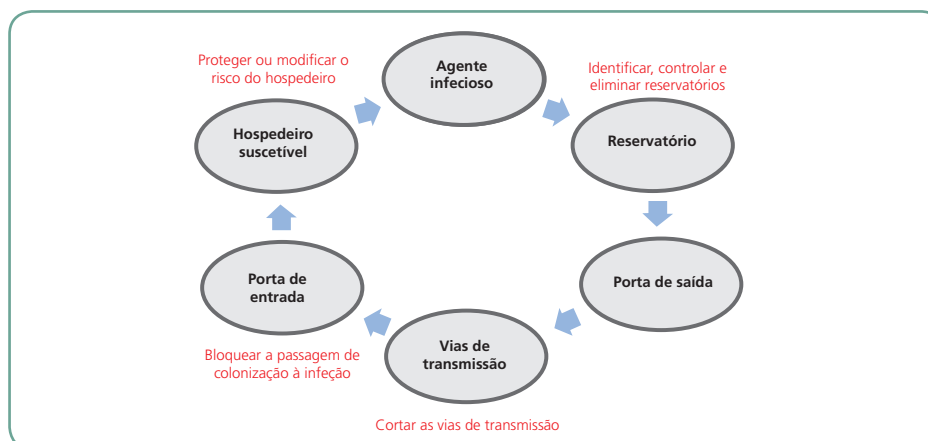 Proteger ou modificar o
risco do hospedeiro
Agente
infecioso
Identificar, controlar e
eliminar reservatórios
Hospedeiro
suscetível
Reservatório
Porta de
entrada
Porta de saída
Vias de
transmissão
Bloquear a passagem de
colonização à infeção
Cortar as vias de transmissão